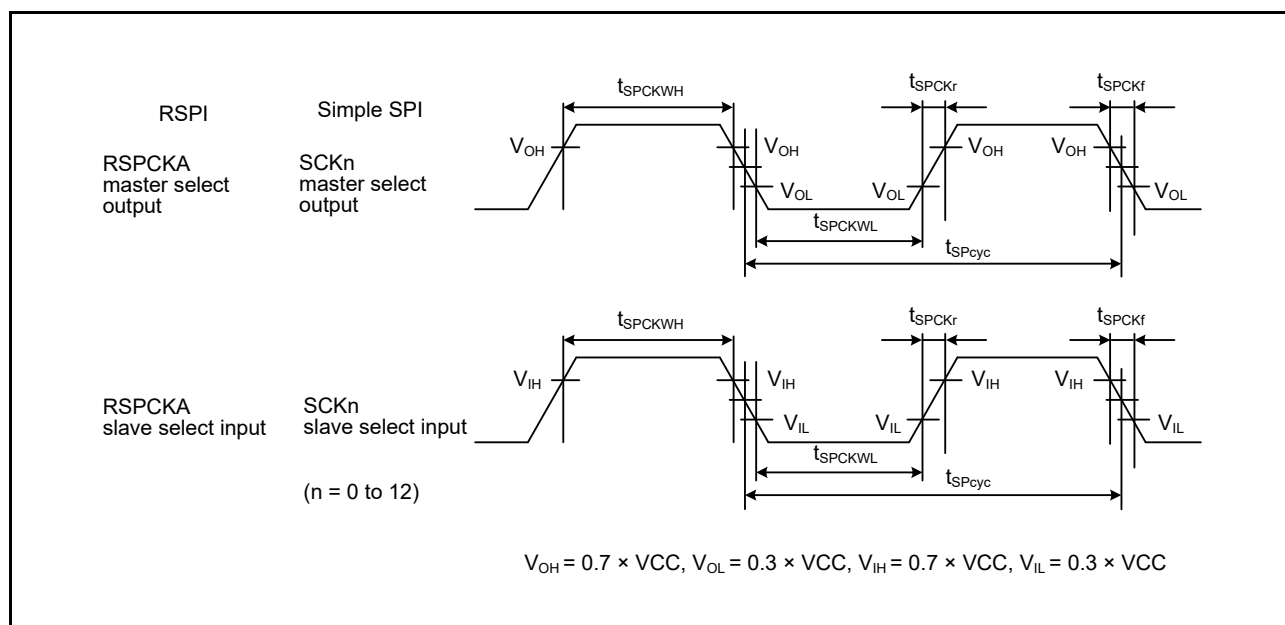 RSPI
Simple SPI
tSPCKWH
tSPCKr
tSPCKf
RSPCKA
master select
output
SCKn
master select
output
VOH
VOH
VOL
VOL
VOH
VOH
VOL
tSPCKWL
tSPcyc
tSPCKWH
tSPCKr
tSPCKf
RSPCKA
slave select input
SCKn
slave select input
(n = 0 to 12)
VIH
VIH
VIL
VIL
VIH
VIH
VIL
tSPCKWL
tSPcyc
VOH = 0.7 × VCC, VOL = 0.3 × VCC, VIH = 0.7 × VCC, VIL = 0.3 × VCC